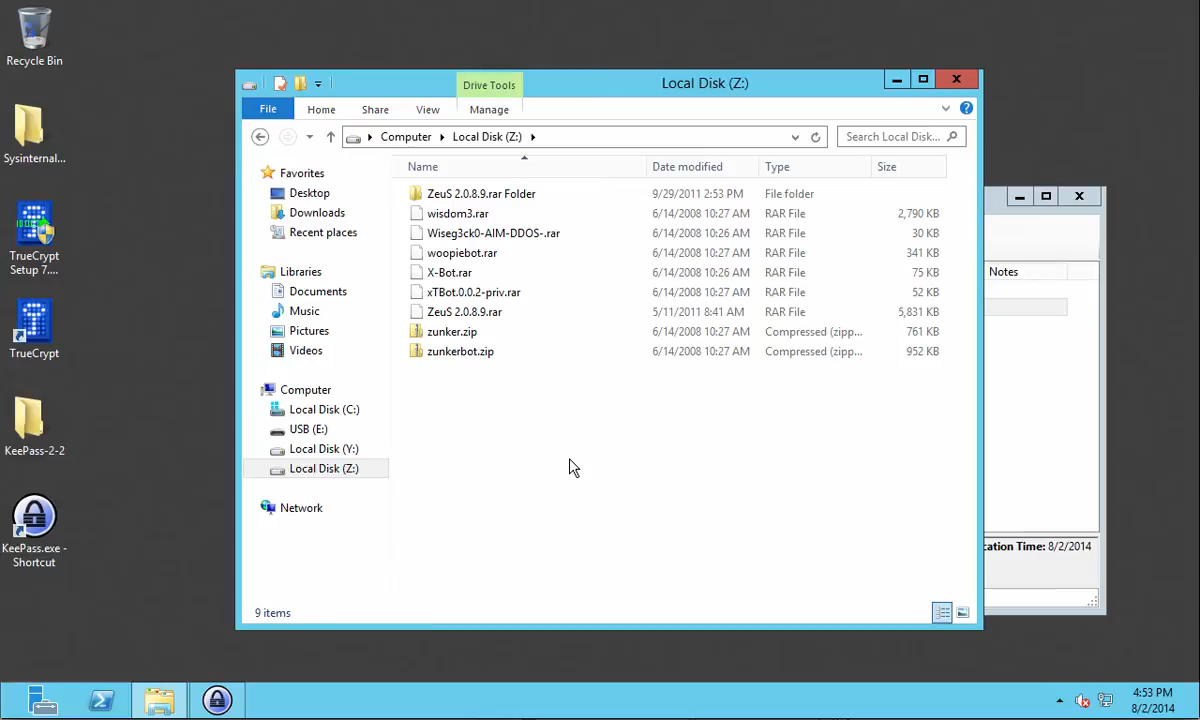 Recycle Bin
Sysinternal...
TrueCrypt
Setup 7....
TrueCrypt
KeePass-2-2
KeePass.exe -
Shortcut
Drive Tools
Local Disk (Z:)
File Home Share View Manage
Computer Local Disk (Z:)
Search Local Disk...
Favorites
Desktop
Downloads
Recent places
Libraries
Documents
Music
Pictures
Videos
Computer
Local Disk (C:)
USB (E:)
Local Disk (Y:)
Local Disk (Z:)
Network
Name Date modified Type Size
ZeuS 2.0.8.9.rar Folder 9/29/2011 2:53 PM File folder
wisdom3.rar 6/14/2008 10:27 AM RAR File 2,790 KB
Wiseg3ck0-AIM-DDOS-.rar 6/14/2008 10:26 AM RAR File 30 KB
woopiebot.rar 6/14/2008 10:27 AM RAR File 341 KB
X-Bot.rar 6/14/2008 10:26 AM RAR File 75 KB
xTBot.0.0.2-priv.rar 6/14/2008 10:27 AM RAR File 52 KB
ZeuS 2.0.8.9.rar 5/11/2011 8:41 AM RAR File 5,831 KB
zunker.zip 6/14/2008 10:27 AM Compressed (zipp... 761 KB
zunkerbot.zip 6/14/2008 10:27 AM Compressed (zipp... 952 KB
9 items
Notes
cation Time: 8/2/2014
4:53 PM
8/2/2014